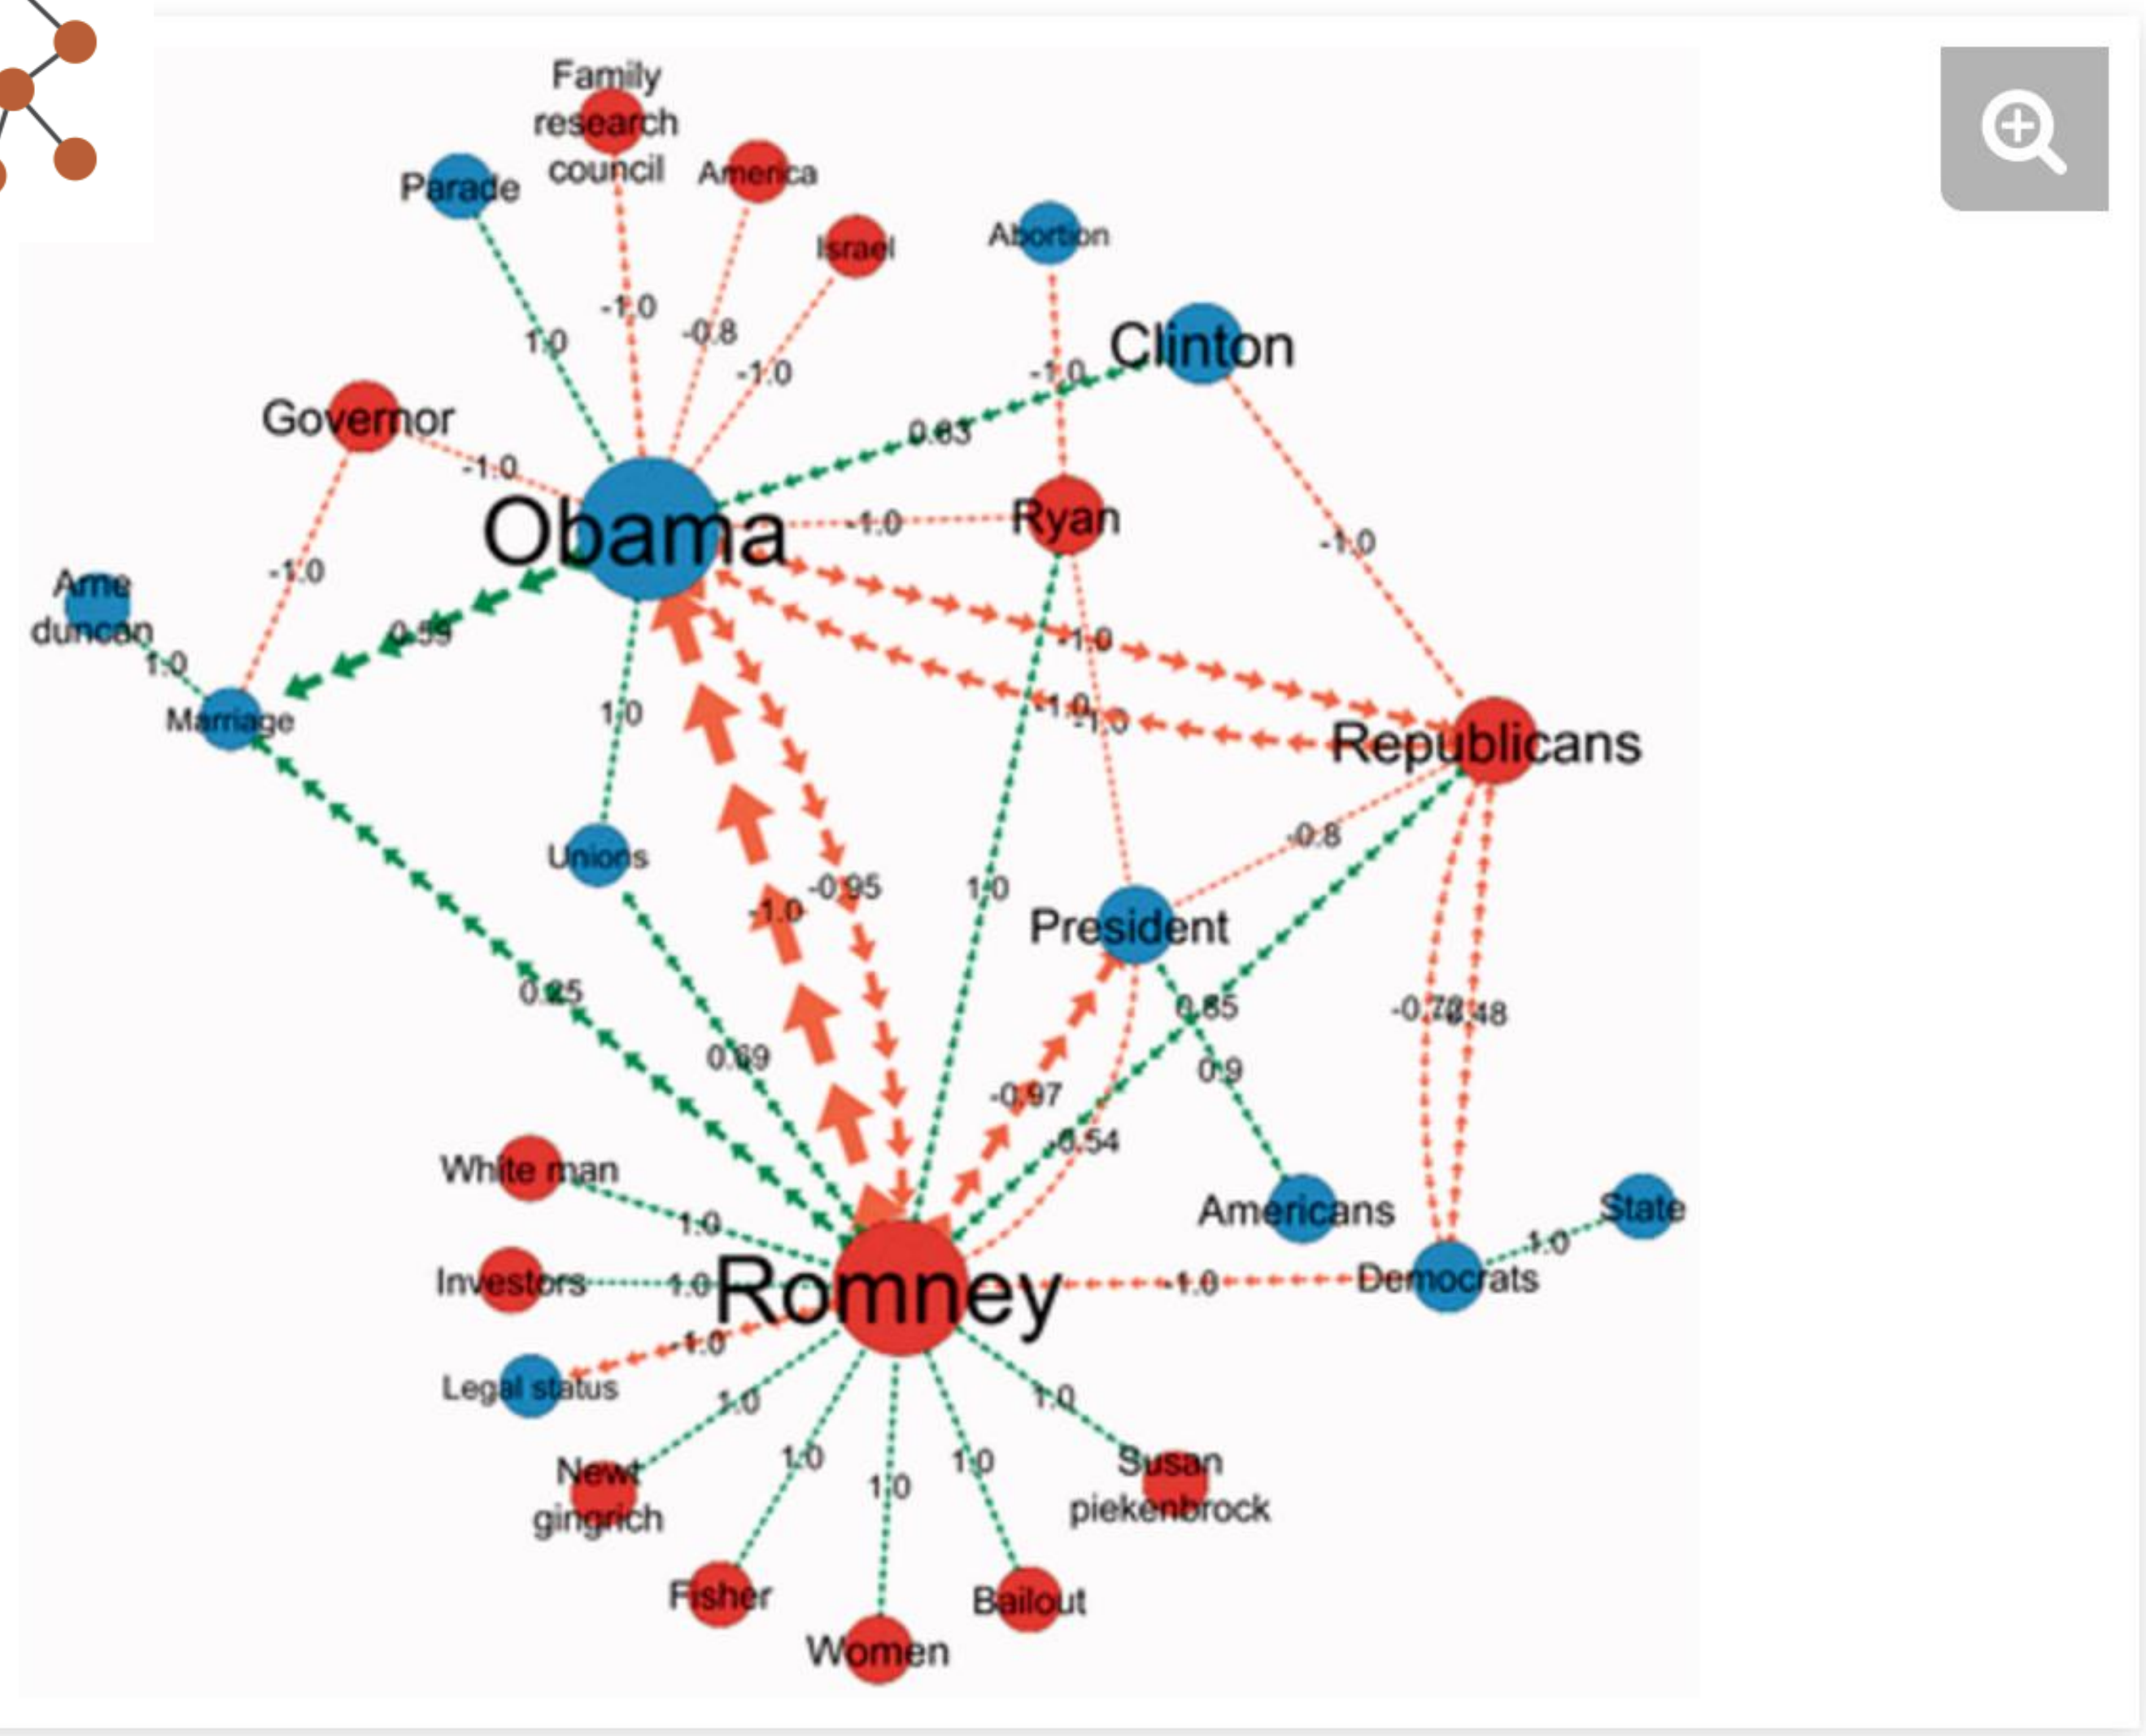 Family
research
council
Parade
America
Israel
Abortion
-1.0
1.0
-0.8
-1.0
-1.0
Clinton
Governor
0.83
-1.0
Obama
-1.0
Ryan
-1.0
-1.0
Arne
duncan
0.59
-1.0
1.0
Marriage
1.0
-1.0
-1.0
Republicans
Unions
-0.8
-0.95
1.0
-1.0
President
0.25
0.85
-0.72
0.69
0.9
-0.97
-0.54
White man
1.0
Americans
State
1.0
Investors
1.0
Romney
-1.0
Democrats
-1.0
Legal status
1.0
1.0
1.0
1.0
1.0
Newt
gingrich
Susan
piekenbrock
Fisher
Bailout
Women